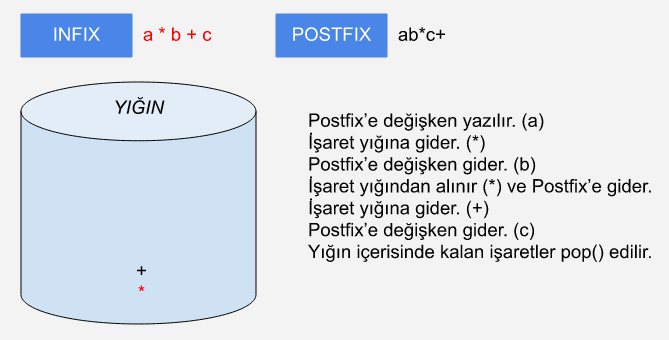 INFIX
a * b + c
POSTFIX
ab*c+
YIĞIN
+
*
Postfix’e değişken yazılır. (a)
İşaret yığına gider. (*)
Postfix’e değişken gider. (b)
İşaret yığından alınır (*) ve Postfix’e gider.
İşaret yığına gider. (+)
Postfix’e değişken gider. (c)
Yığın içerisinde kalan işaretler pop() edilir.